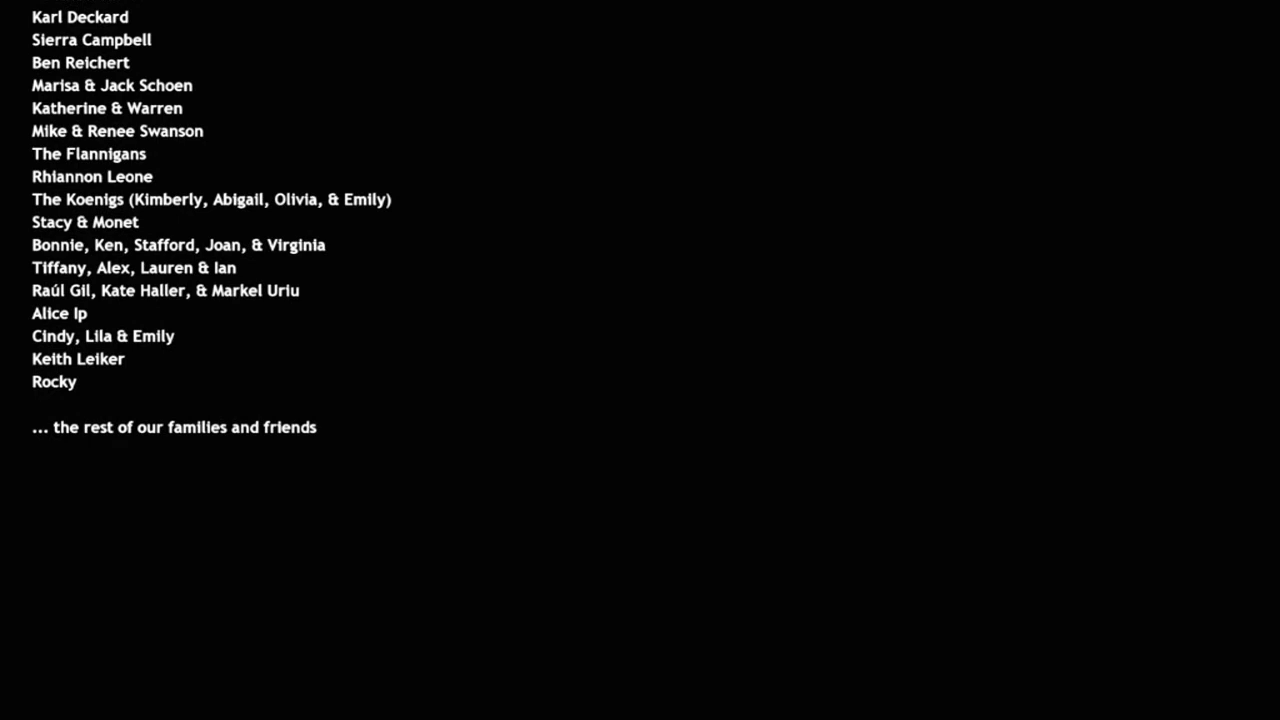 Karl Deckard
Sierra Campbell
Ben Reichert
Marisa & Jack Schoen
Katherine & Warren
Mike & Renee Swanson
The Flannigans
Rhiannon Leone
The Koenigs (Kimberly, Abigail, Olivia, & Emily)
Stacy & Monet
Bonnie, Ken, Stafford, Joan, & Virginia
Tiffany, Alex, Lauren & Ian
Raúl Gil, Kate Haller, & Markel Uriu
Alice Ip
Cindy, Lila & Emily
Keith Leiker
Rocky
... the rest of our families and friends